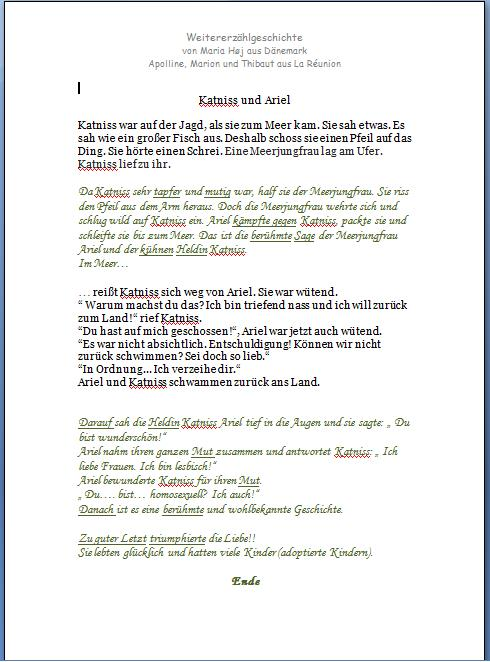 Weitererzählgeschichte
von Maria Høj aus Dänemark
Apolline, Marion und Thibaut aus La Réunion
Katniss und Ariel
Katniss war auf der Jagd, als sie zum Meer kam. Sie sah etwas. Es
sah wie ein großer Fisch aus. Deshalb schoss sie einen Pfeil auf das
Ding. Sie hörte einen Schrei. Eine Meerjungfrau lag am Ufer.
Katniss lief zu ihr.
Da Katniss sehr tapfer und mutig war, half sie der Meerjungfrau. Sie riss
den Pfeil aus dem Arm heraus. Doch die Meerjungfrau wehrte sich und
schlug wild auf Katniss ein. Ariel kämpfte gegen Katniss, packte sie und
schleifte sie bis zum Meer. Das ist die berühmte Sage der Meerjungfrau
Ariel und der kühnen Heldin Katniss.
Im Meer…
… reißt Katniss sich weg von Ariel. Sie war wütend.
“ Warum machst du das? Ich bin triefend nass und ich will zurück
zum Land!“ rief Katniss.
“Du hast auf mich geschossen!“, Ariel war jetzt auch wütend.
“Es war nicht absichtlich. Entschuldigung! Können wir nicht
zurück schwimmen? Sei doch so lieb.“
“In Ordnung… Ich verzeihe dir.“
Ariel und Katniss schwammen zurück ans Land.
Darauf sah die Heldin Katniss Ariel tief in die Augen und sie sagte: „ Du
bist wunderschön!“
Ariel nahm ihren ganzen Mut zusammen und antwortet Katniss: „ Ich
liebe Frauen. Ich bin lesbisch!“
Ariel bewunderte Katniss für ihren Mut.
„ Du…. bist… homosexuell? Ich auch!“
Danach ist es eine berühmte und wohlbekannte Geschichte.
Zu guter Letzt triumphierte die Liebe!!
Sie lebten glücklich und hatten viele Kinder (adoptierte Kindern).
Ende